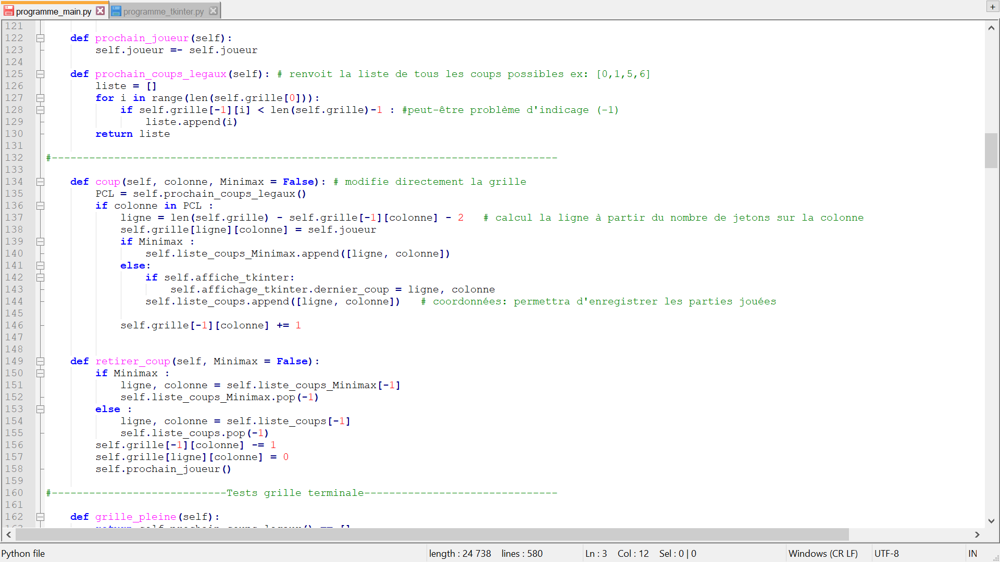 programme_main.py programme_tkinter.py +
121
122 def prochain_joueur(self):
123 self.joueur =- self.joueur
124
125 def prochain_coups_legaux(self): # renvoit la liste de tous les coups possibles ex: [0,1,5,6]
126 liste = []
127 for i in range(len(self.grille[0])):
128 if self.grille[-1][i] < len(self.grille)-1 : #peut-être problème d'indicage (-1)
129 liste.append(i)
130 return liste
131
132 #---------------------------------------------------------------------------------
133
134 def coup(self, colonne, Minimax = False): # modifie directement la grille
135 PCL = self.prochain_coups_legaux()
136 if colonne in PCL :
137 ligne = len(self.grille) - self.grille[-1][colonne] - 2 # calcul la ligne à partir du nombre de jetons sur la colonne
138 self.grille[ligne][colonne] = self.joueur
139 if Minimax :
140 self.liste_coups_Minimax.append([ligne, colonne])
141 else:
142 if self.affiche_tkinter:
143 self.affichage_tkinter.dernier_coup = ligne, colonne
144 self.liste_coups.append([ligne, colonne]) # coordonnées: permettra d'enregistrer les parties jouées
145
146 self.grille[-1][colonne] += 1
147
148
149 def retirer_coup(self, Minimax = False):
150 if Minimax :
151 ligne, colonne = self.liste_coups_Minimax[-1]
152 self.liste_coups_Minimax.pop(-1)
153 else :
154 ligne, colonne = self.liste_coups[-1]
155 self.liste_coups.pop(-1)
156 self.grille[-1][colonne] -= 1
157 self.grille[ligne][colonne] = 0
158 self.prochain_joueur()
159
160 #----------------------------Tests grille terminale-------------------------------
161
162 def grille_pleine(self):
163 return self.prochain_coups_legaux() == []
Python file length : 24 738 lines : 580 Ln : 3 Col : 12 Sel : 0 | 0 Windows (CR LF) UTF-8 IN